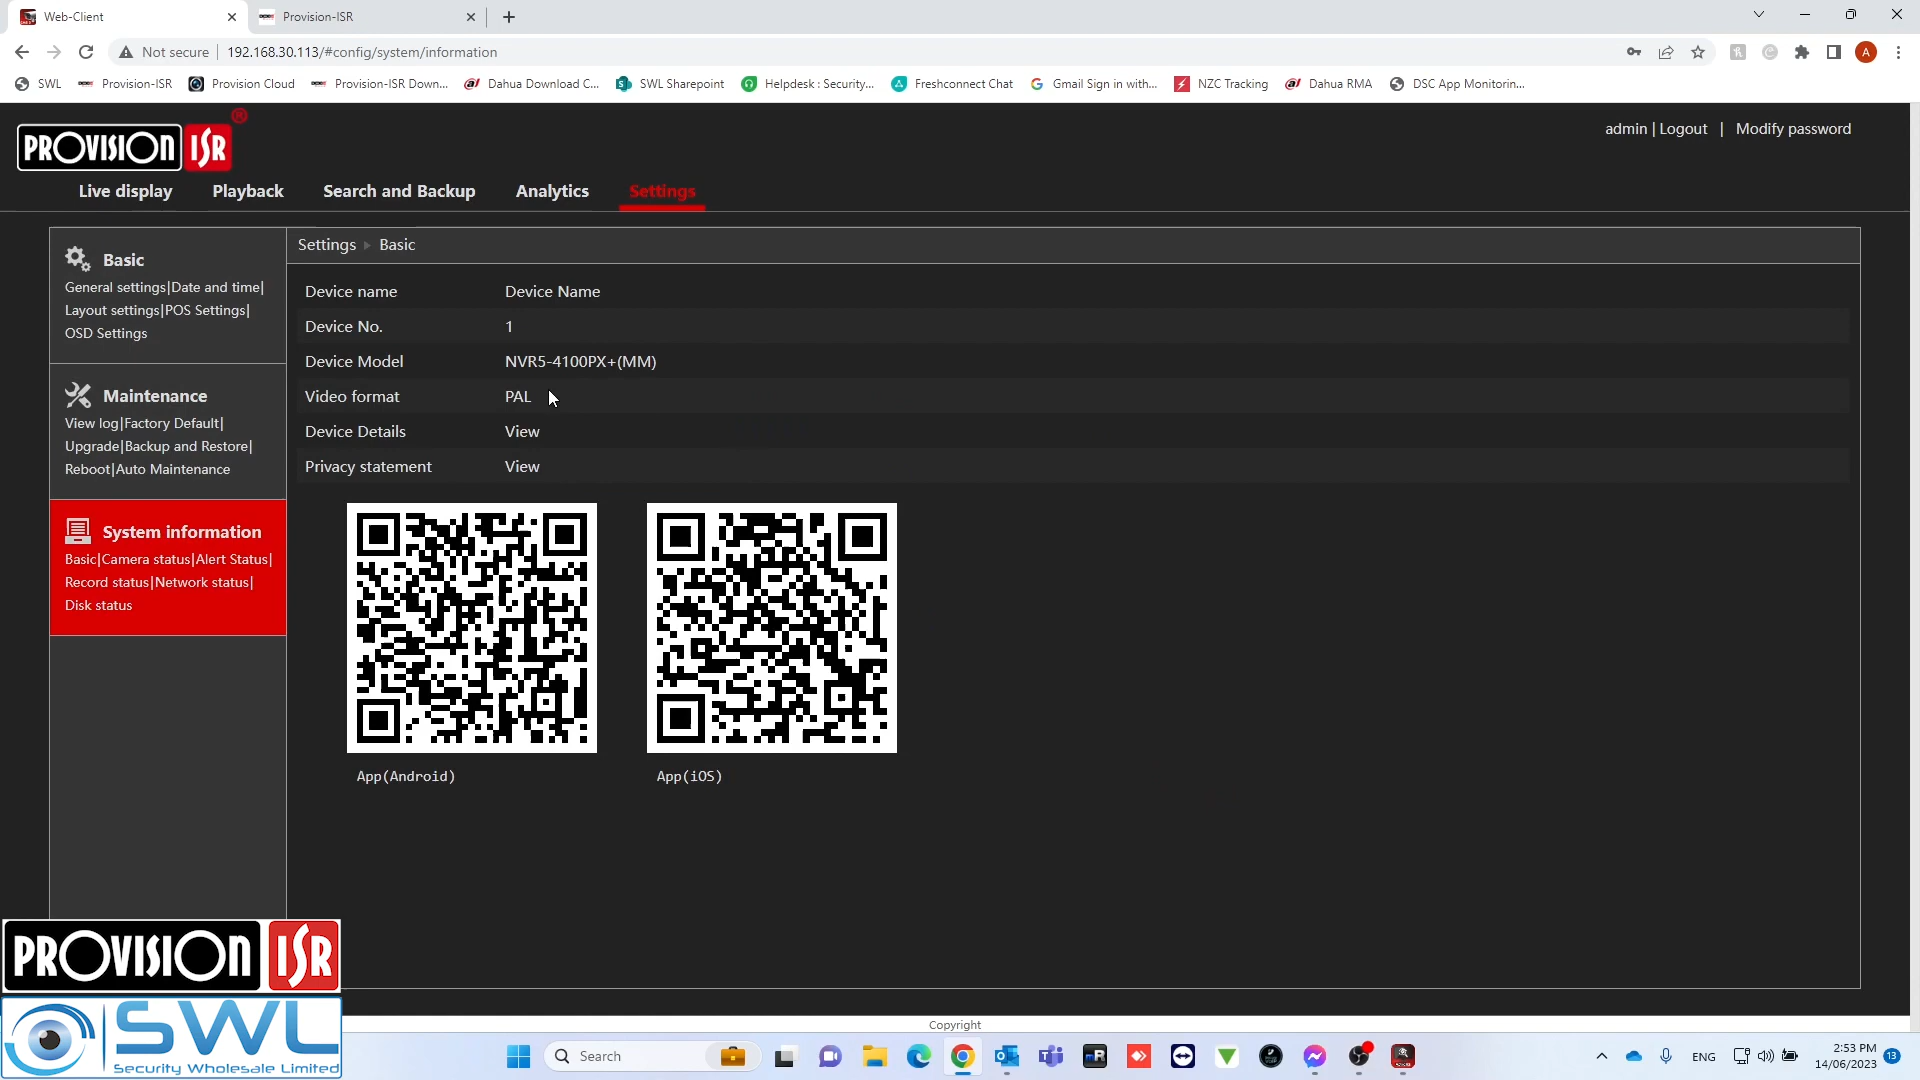 Web-Client
Provision-ISR
Not secure
192.168.30.113/#config/system/information
A
SWL
Provision-ISR
Provision Cloud
Provision-ISR Down...
Dahua Download C...
SWL Sharepoint
Helpdesk : Security...
Freshconnect Chat
Gmail Sign in with...
NZC Tracking
Dahua RMA
DSC App Monitorin...
PROVISION ISR ®
admin | Logout | Modify password
Live display
Playback
Search and Backup
Analytics
Settings
Basic
General settings|Date and time|
Layout settings|POS Settings|
OSD Settings
Maintenance
View log|Factory Default|
Upgrade|Backup and Restore|
Reboot|Auto Maintenance
System information
Basic|Camera status|Alert Status|
Record status|Network status|
Disk status
Settings Basic
Device name Device Name
Device No. 1
Device Model NVR5-4100PX+(MM)
Video format PAL
Device Details View
Privacy statement View
App(Android)
App(iOS)
PROVISION ISR
SWL
Security Wholesale Limited
Copyright
Search
ENG
2:53 PM
14/06/2023
13